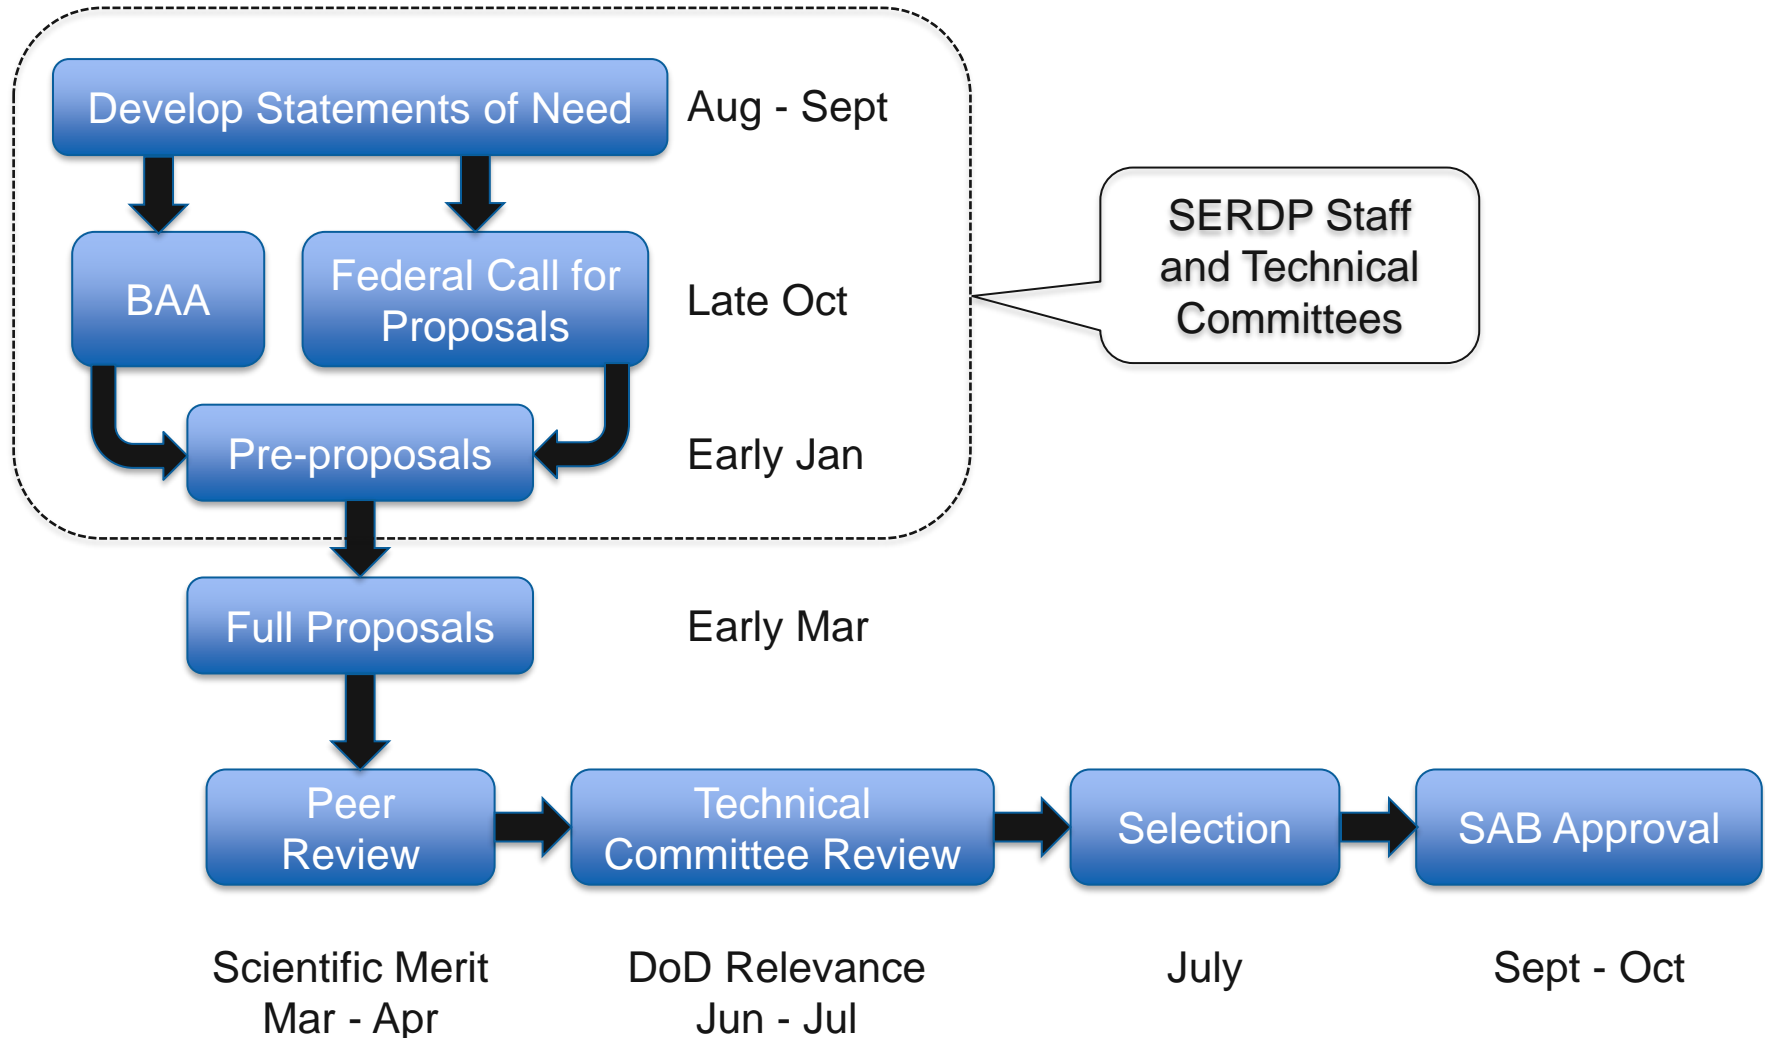 Develop Statements of Need
Aug - Sept
BAA
Federal Call for
Proposals
Late Oct
SERDP Staff
and Technical
Committees
Pre-proposals
Early Jan
Full Proposals
Early Mar
Peer
Review
Technical
Committee Review
Selection
SAB Approval
Scientific Merit
Mar - Apr
DoD Relevance
Jun - Jul
July
Sept - Oct